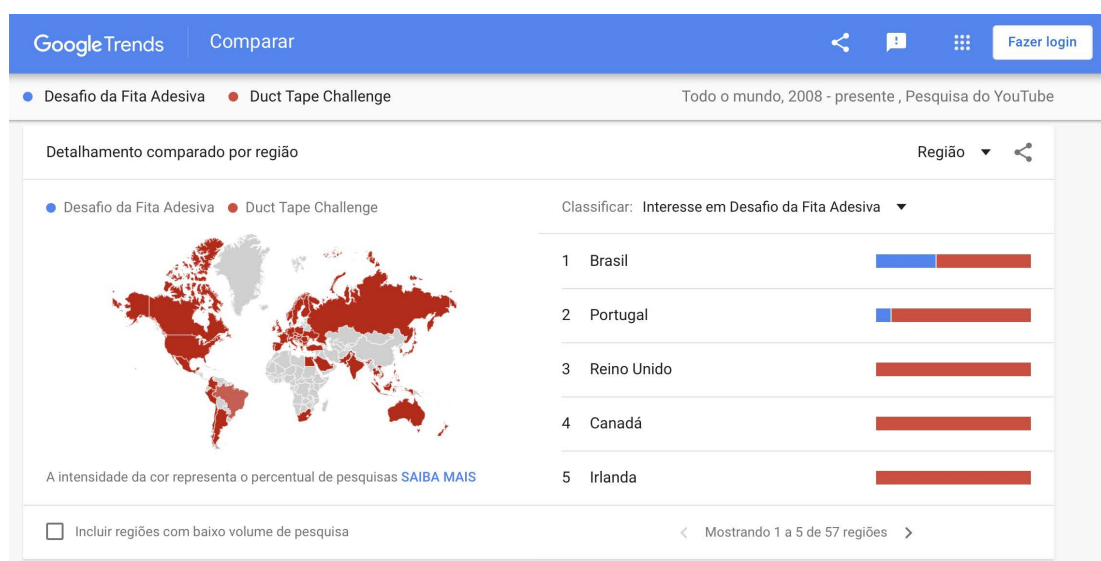 Google Trends Comparar Fazer login
Desafio da Fita Adesiva Duct Tape Challenge Todo o mundo, 2008 - presente , Pesquisa do YouTube
Detalhamento comparado por região Região
Desafio da Fita Adesiva Duct Tape Challenge
Classificar: Interesse em Desafio da Fita Adesiva
1 Brasil
2 Portugal
3 Reino Unido
4 Canadá
5 Irlanda
A intensidade da cor representa o percentual de pesquisas SAIBA MAIS
Incluir regiões com baixo volume de pesquisa
Mostrando 1 a 5 de 57 regiões